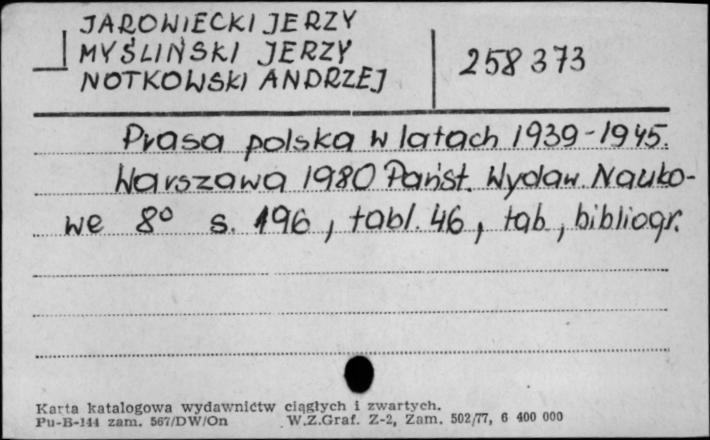 JAROWIECKI JERZY
MYŚLIŃSKI JERZY
NOTKOWSKI ANDRZEJ
258373
Prasa polska w latach 1939-1945.
Warszawa 1980 Państ. Wydaw. Nauko-
we 8° s. 196, tabl. 46, tab., bibliogr.
Karta katalogowa wydawnictw ciągłych i zwartych.
Pu-B-144 zam. 567/DW/On W.Z.Graf. Z-2, Zam. 502/77, 6 400 000